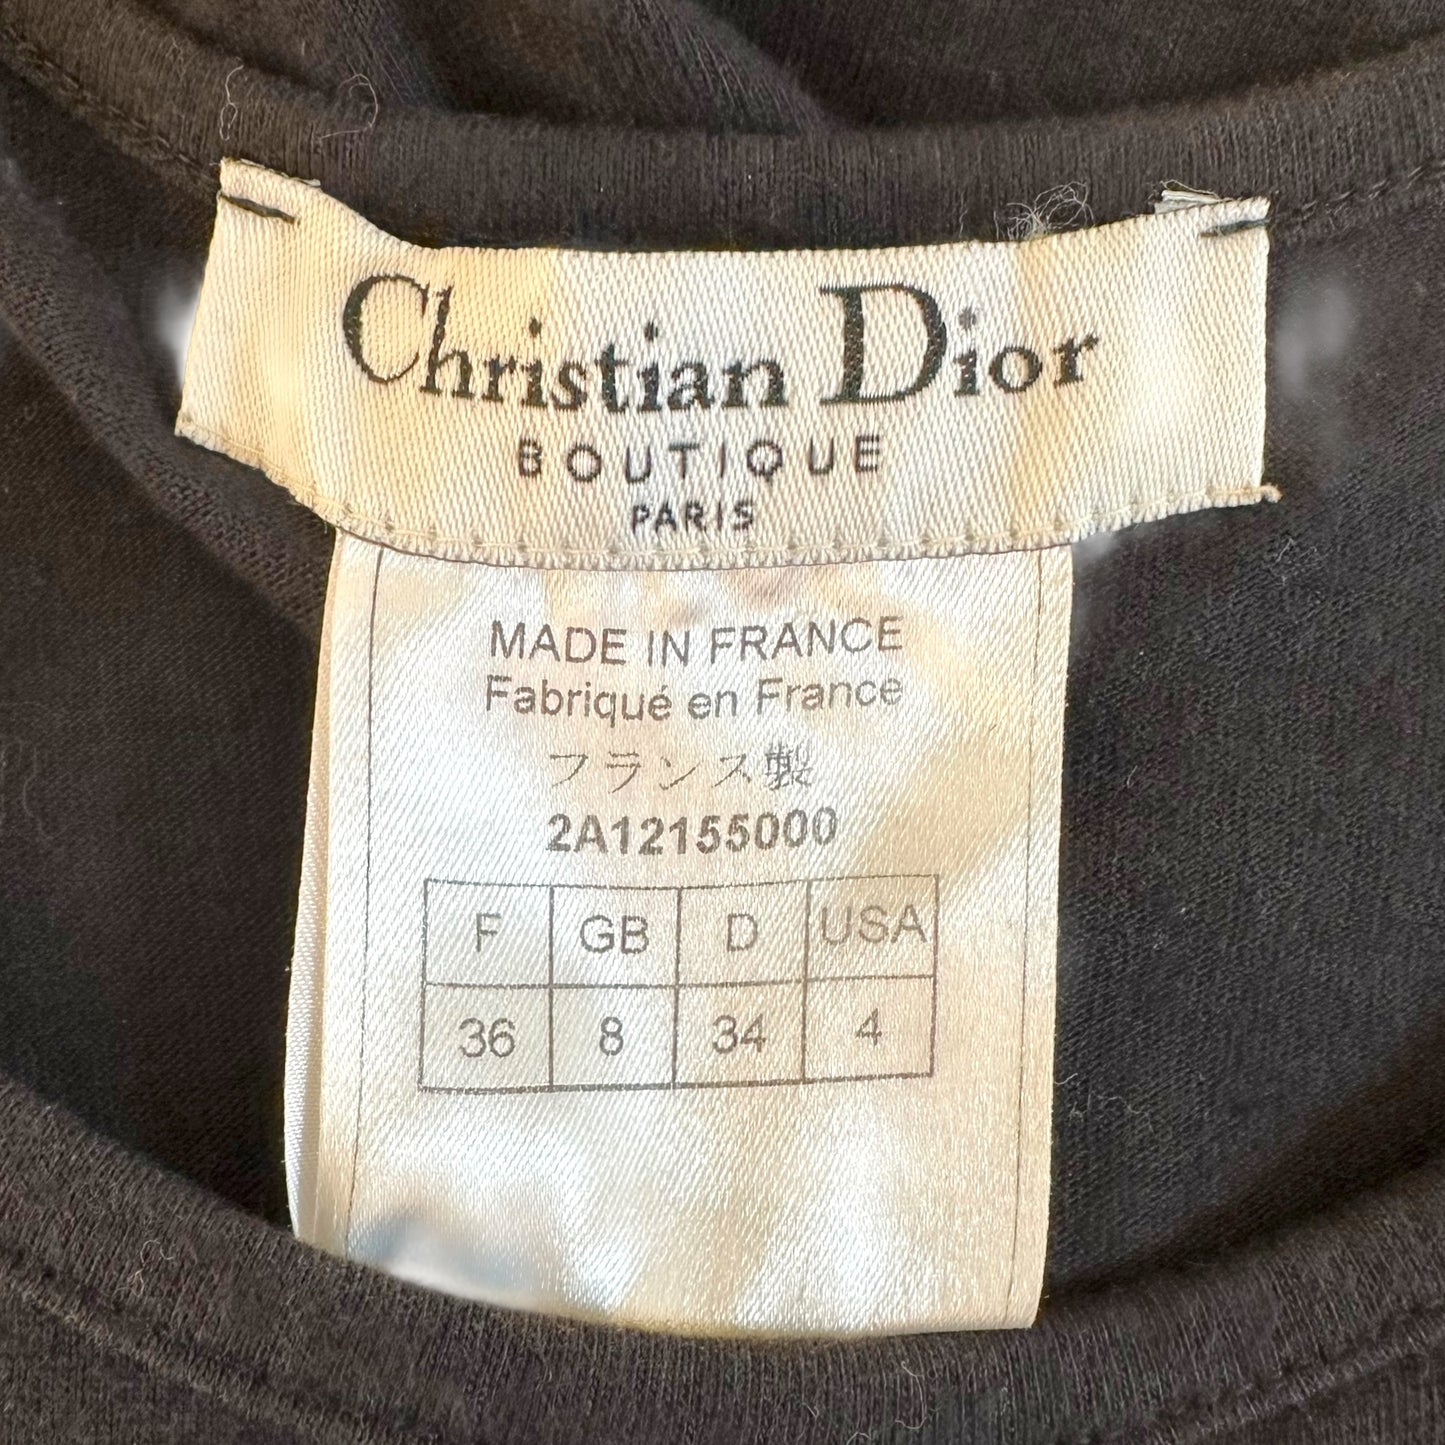 Christian Dior
BOUTIQUE
PARIS
MADE IN FRANCE
Fabriqué en France
フランス製
2A12155000
F GB D USA
36 8 34 4